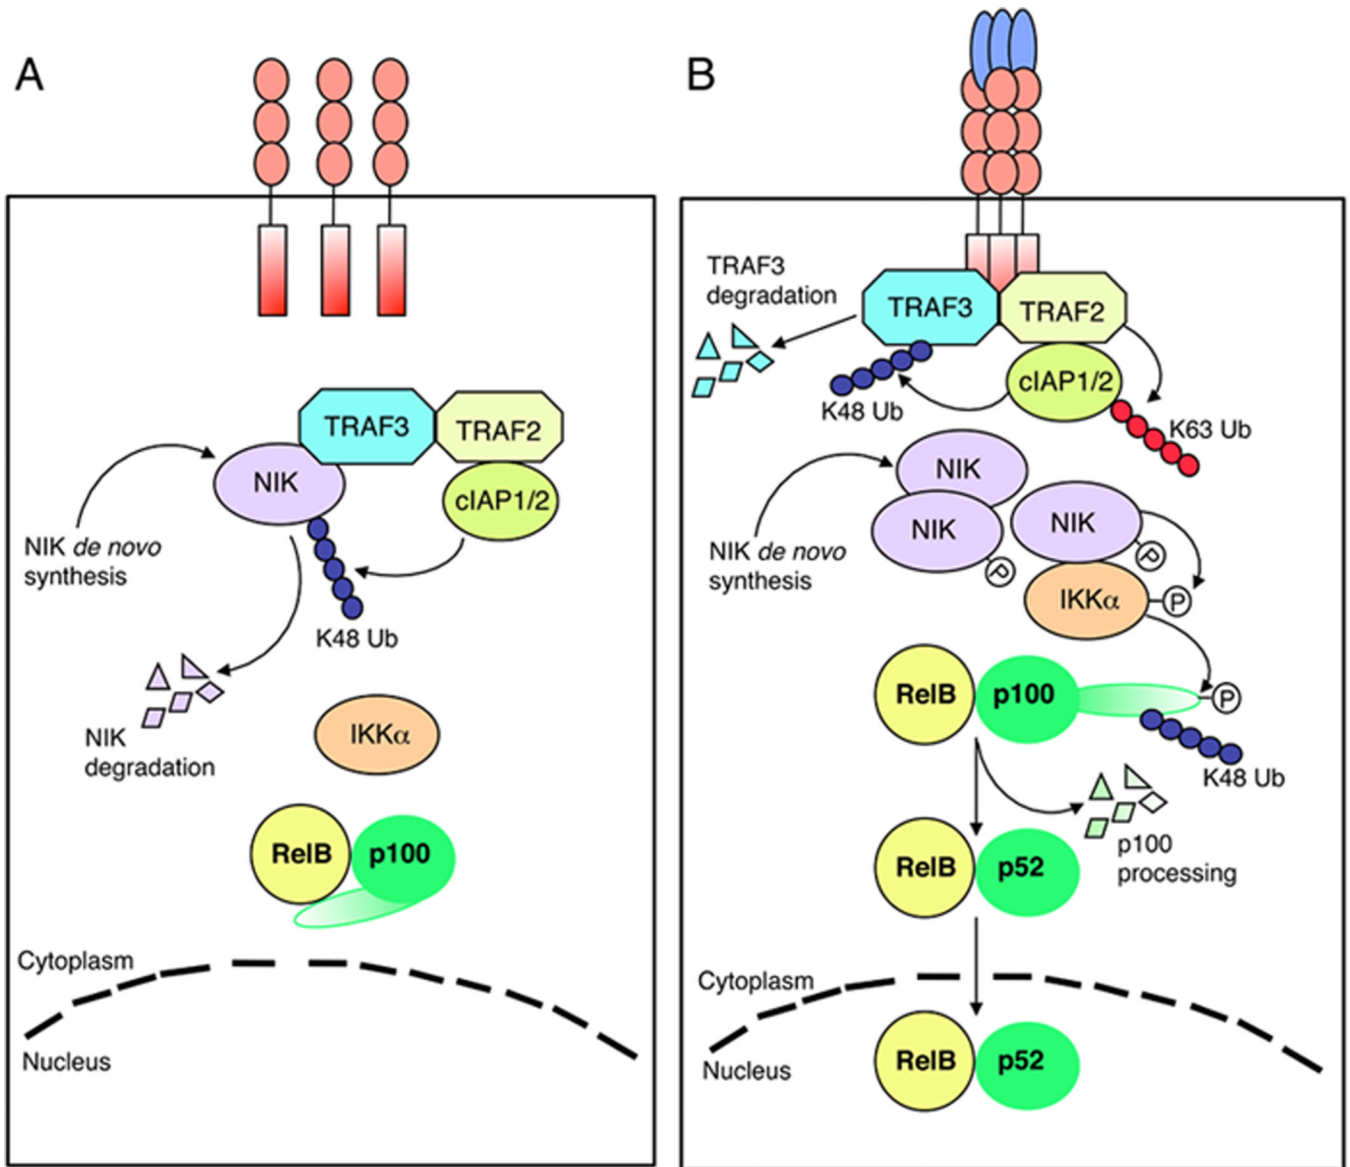 A
TRAF3
TRAF2
NIK
cIAP1/2
NIK de novo
synthesis
K48 Ub
NIK
degradation
IKKα
RelB
p100
Cytoplasm
Nucleus
B
TRAF3
degradation
TRAF3
TRAF2
cIAP1/2
K48 Ub
K63 Ub
NIK
NIK
NIK
NIK de novo
synthesis
P
P
IKKα
P
RelB
p100
P
K48 Ub
p100
processing
RelB
p52
Cytoplasm
Nucleus
RelB
p52